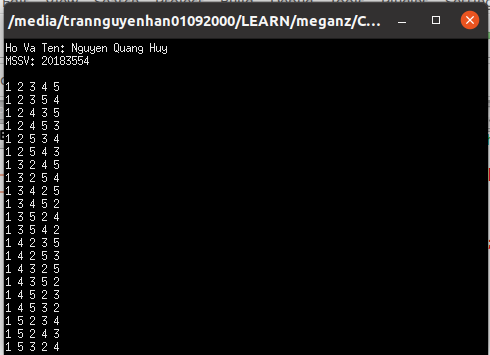 /media/trannguyenhan01092000/LEARN/meganz/C...
Ho Va Ten: Nguyen Quang Huy
MSSV: 20183554
1 2 3 4 5
1 2 3 5 4
1 2 4 3 5
1 2 4 5 3
1 2 5 3 4
1 2 5 4 3
1 3 2 4 5
1 3 2 5 4
1 3 4 2 5
1 3 4 5 2
1 3 5 2 4
1 3 5 4 2
1 4 2 3 5
1 4 2 5 3
1 4 3 2 5
1 4 3 5 2
1 4 5 2 3
1 4 5 3 2
1 5 2 3 4
1 5 2 4 3
1 5 3 2 4